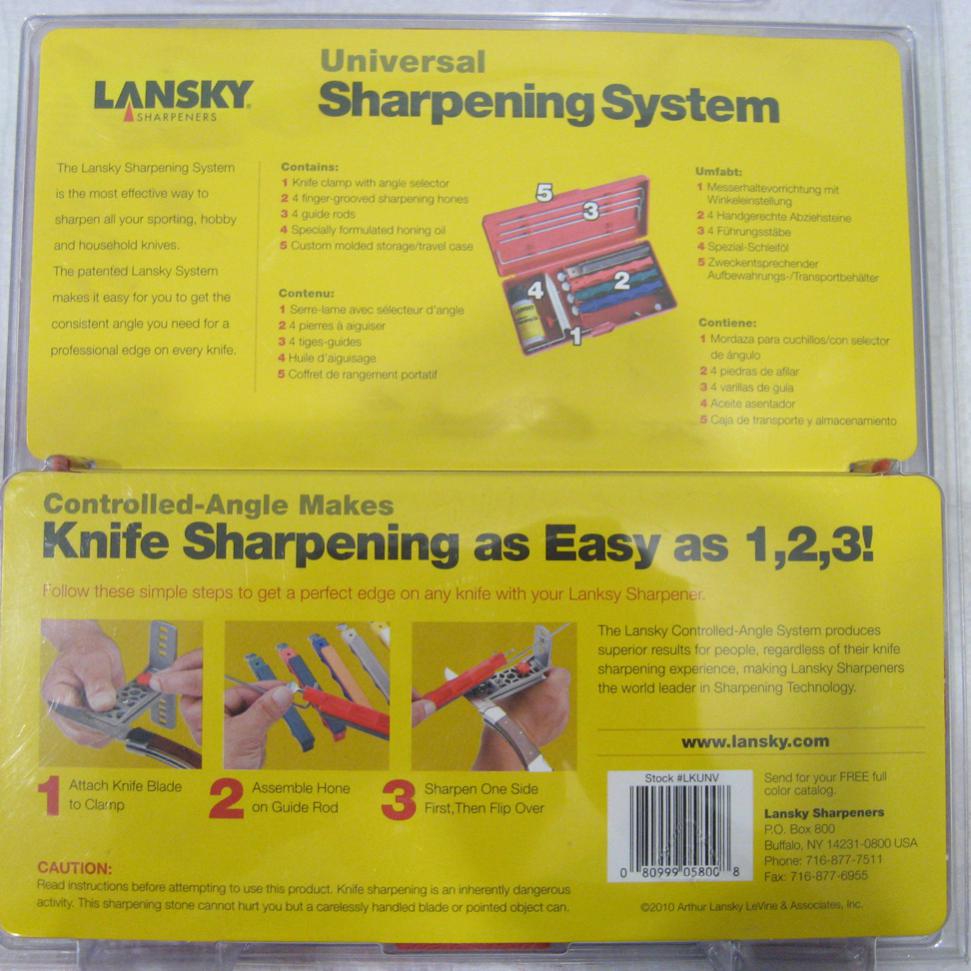 LANSKY®
SHARPENERS
Universal
Sharpening System
The Lansky Sharpening System
is the most effective way to
sharpen all your sporting, hobby
and household knives.
The patented Lansky System
makes it easy for you to get the
consistent angle you need for a
professional edge on every knife.
Contains:
1 Knife clamp with angle selector
2 4 finger-grooved sharpening hones
3 4 guide rods
4 Specially formulated honing oil
5 Custom molded storage/travel case
Contenu:
1 Serre-lame avec sélecteur d'angle
2 4 pierres à aiguiser
3 4 tiges-guides
4 Huile d'aiguisage
5 Coffret de rangement portatif
5
3
2
4
1
Umfabt:
1 Messerhaltevorrichtung mit
Winkeleinstellung
2 4 Handgerechte Abziehsteine
3 4 Führungsstäbe
4 Spezial-Schleiföl
5 Zweckentsprechender
Aufbewahrungs-/Transportbehälter
Contiene:
1 Mordaza para cuchillos/con selector
de ángulo
2 4 piedras de afilar
3 4 varillas de guia
4 Aceite asentador
5 Caja de transporte y almacenamiento
Controlled-Angle Makes
Knife Sharpening as Easy as 1,2,3!
Follow these simple steps to get a perfect edge on any knife with your Lanksy Sharpener.
1 Attach Knife Blade
to Clamp
2 Assemble Hone
on Guide Rod
3 Sharpen One Side
First,Then Flip Over
The Lansky Controlled-Angle System produces
superior results for people, regardless of their knife
sharpening experience, making Lansky Sharpeners
the world leader in Sharpening Technology.
www.lansky.com
Stock #LKUNV
0 80999 05800 8
Send for your FREE full
color catalog.
Lansky Sharpeners
P.O. Box 800
Buffalo, NY 14231-0800 USA
Phone: 716-877-7511
Fax: 716-877-6955
CAUTION:
Read instructions before attempting to use this product. Knife sharpening is an inherently dangerous
activity. This sharpening stone cannot hurt you but a carelessly handled blade or pointed object can.
©2010 Arthur Lansky LeVine & Associates, Inc.